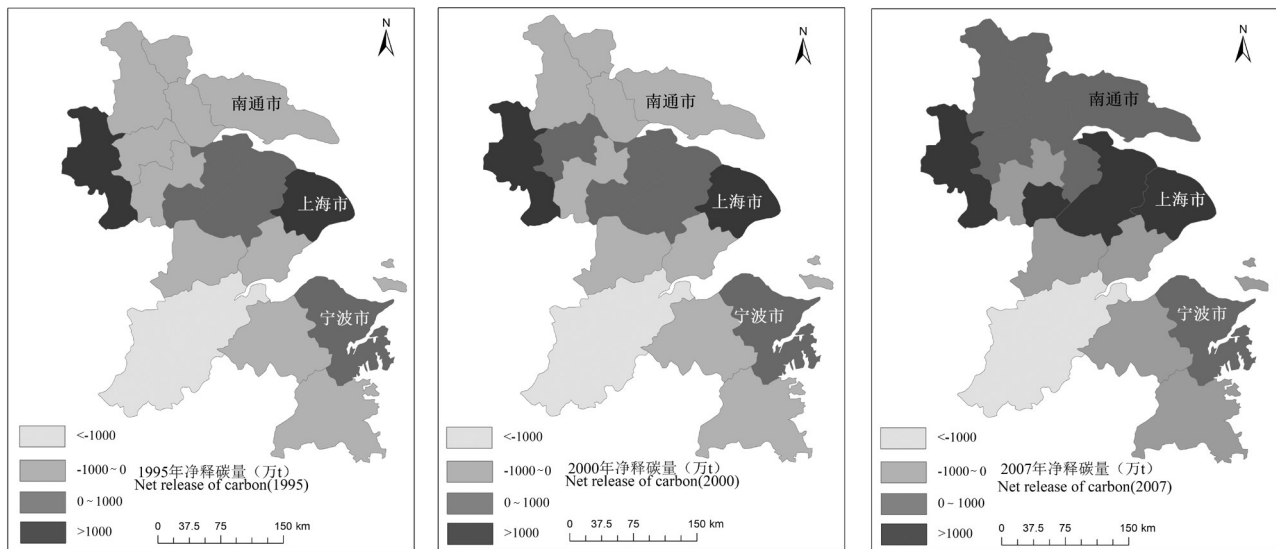 N
南通市
上海市
宁波市
<-1000
-1000~0
0~1000
>1000
1995年净释碳量（万t）
Net release of carbon(1995)
0 37.5 75 150 km
N
南通市
上海市
宁波市
<-1000
-1000~0
0~1000
>1000
2000年净释碳量（万t）
Net release of carbon(2000)
0 37.5 75 150 km
N
南通市
上海市
宁波市
<-1000
-1000~0
0~1000
>1000
2007年净释碳量（万t）
Net release of carbon(2007)
0 37.5 75 150 km